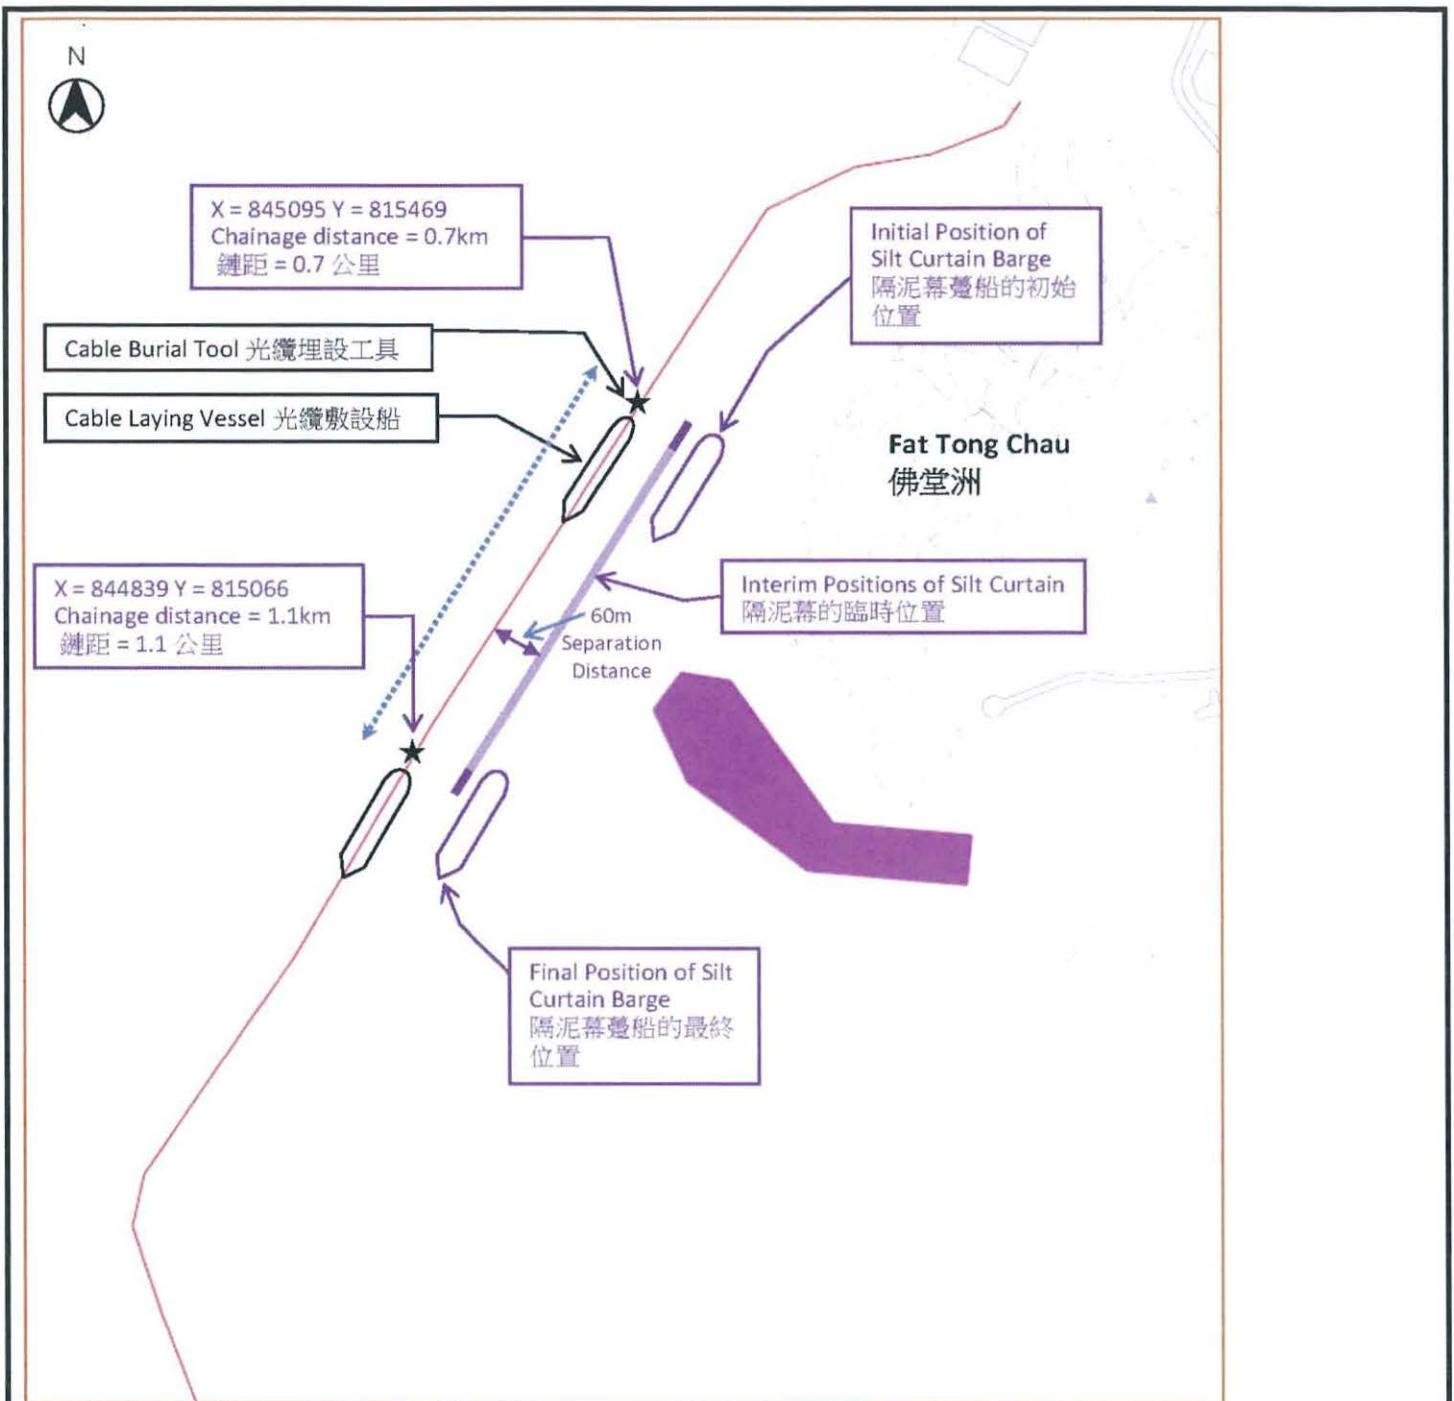 N
X = 845095 Y = 815469
Chainage distance = 0.7km
鏈距 = 0.7 公里
Initial Position of
Silt Curtain Barge
隔泥幕躉船的初始
位置
Cable Burial Tool 光纜埋設工具
Cable Laying Vessel 光纜敷設船
Fat Tong Chau
佛堂洲
X = 844839 Y = 815066
Chainage distance = 1.1km
鏈距 = 1.1 公里
Interim Positions of Silt Curtain
隔泥幕的臨時位置
60m
Separation
Distance
Final Position of Silt
Curtain Barge
隔泥幕躉船的最終
位置